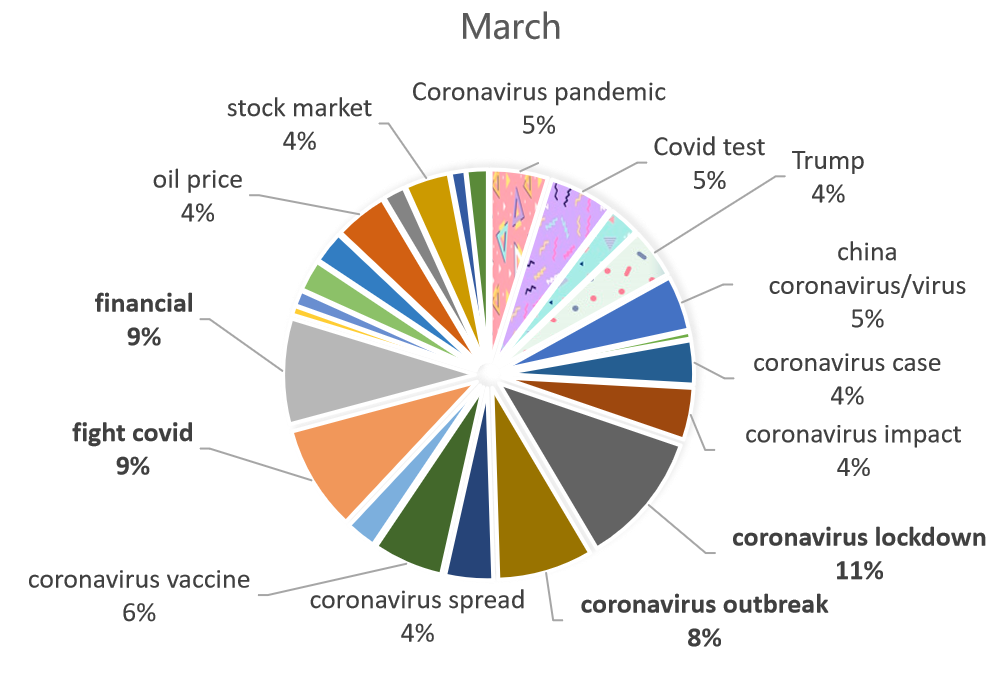 March
Coronavirus pandemic
5%
Covid test
5%
Trump
4%
china
coronavirus/virus
5%
coronavirus case
4%
coronavirus impact
4%
coronavirus lockdown
11%
coronavirus outbreak
8%
coronavirus spread
4%
coronavirus vaccine
6%
fight covid
9%
financial
9%
oil price
4%
stock market
4%